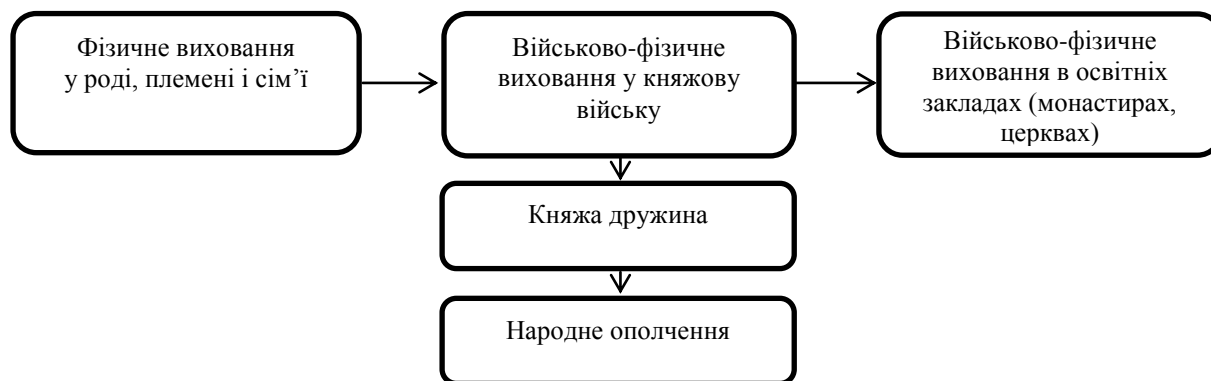 Фізичне виховання
у роді, племені і сім’ї
Військово-фізичне
виховання у княжову
війську
Військово-фізичне
виховання в освітніх
закладах (монастирах,
церквах)
Княжа дружина
Народне ополчення